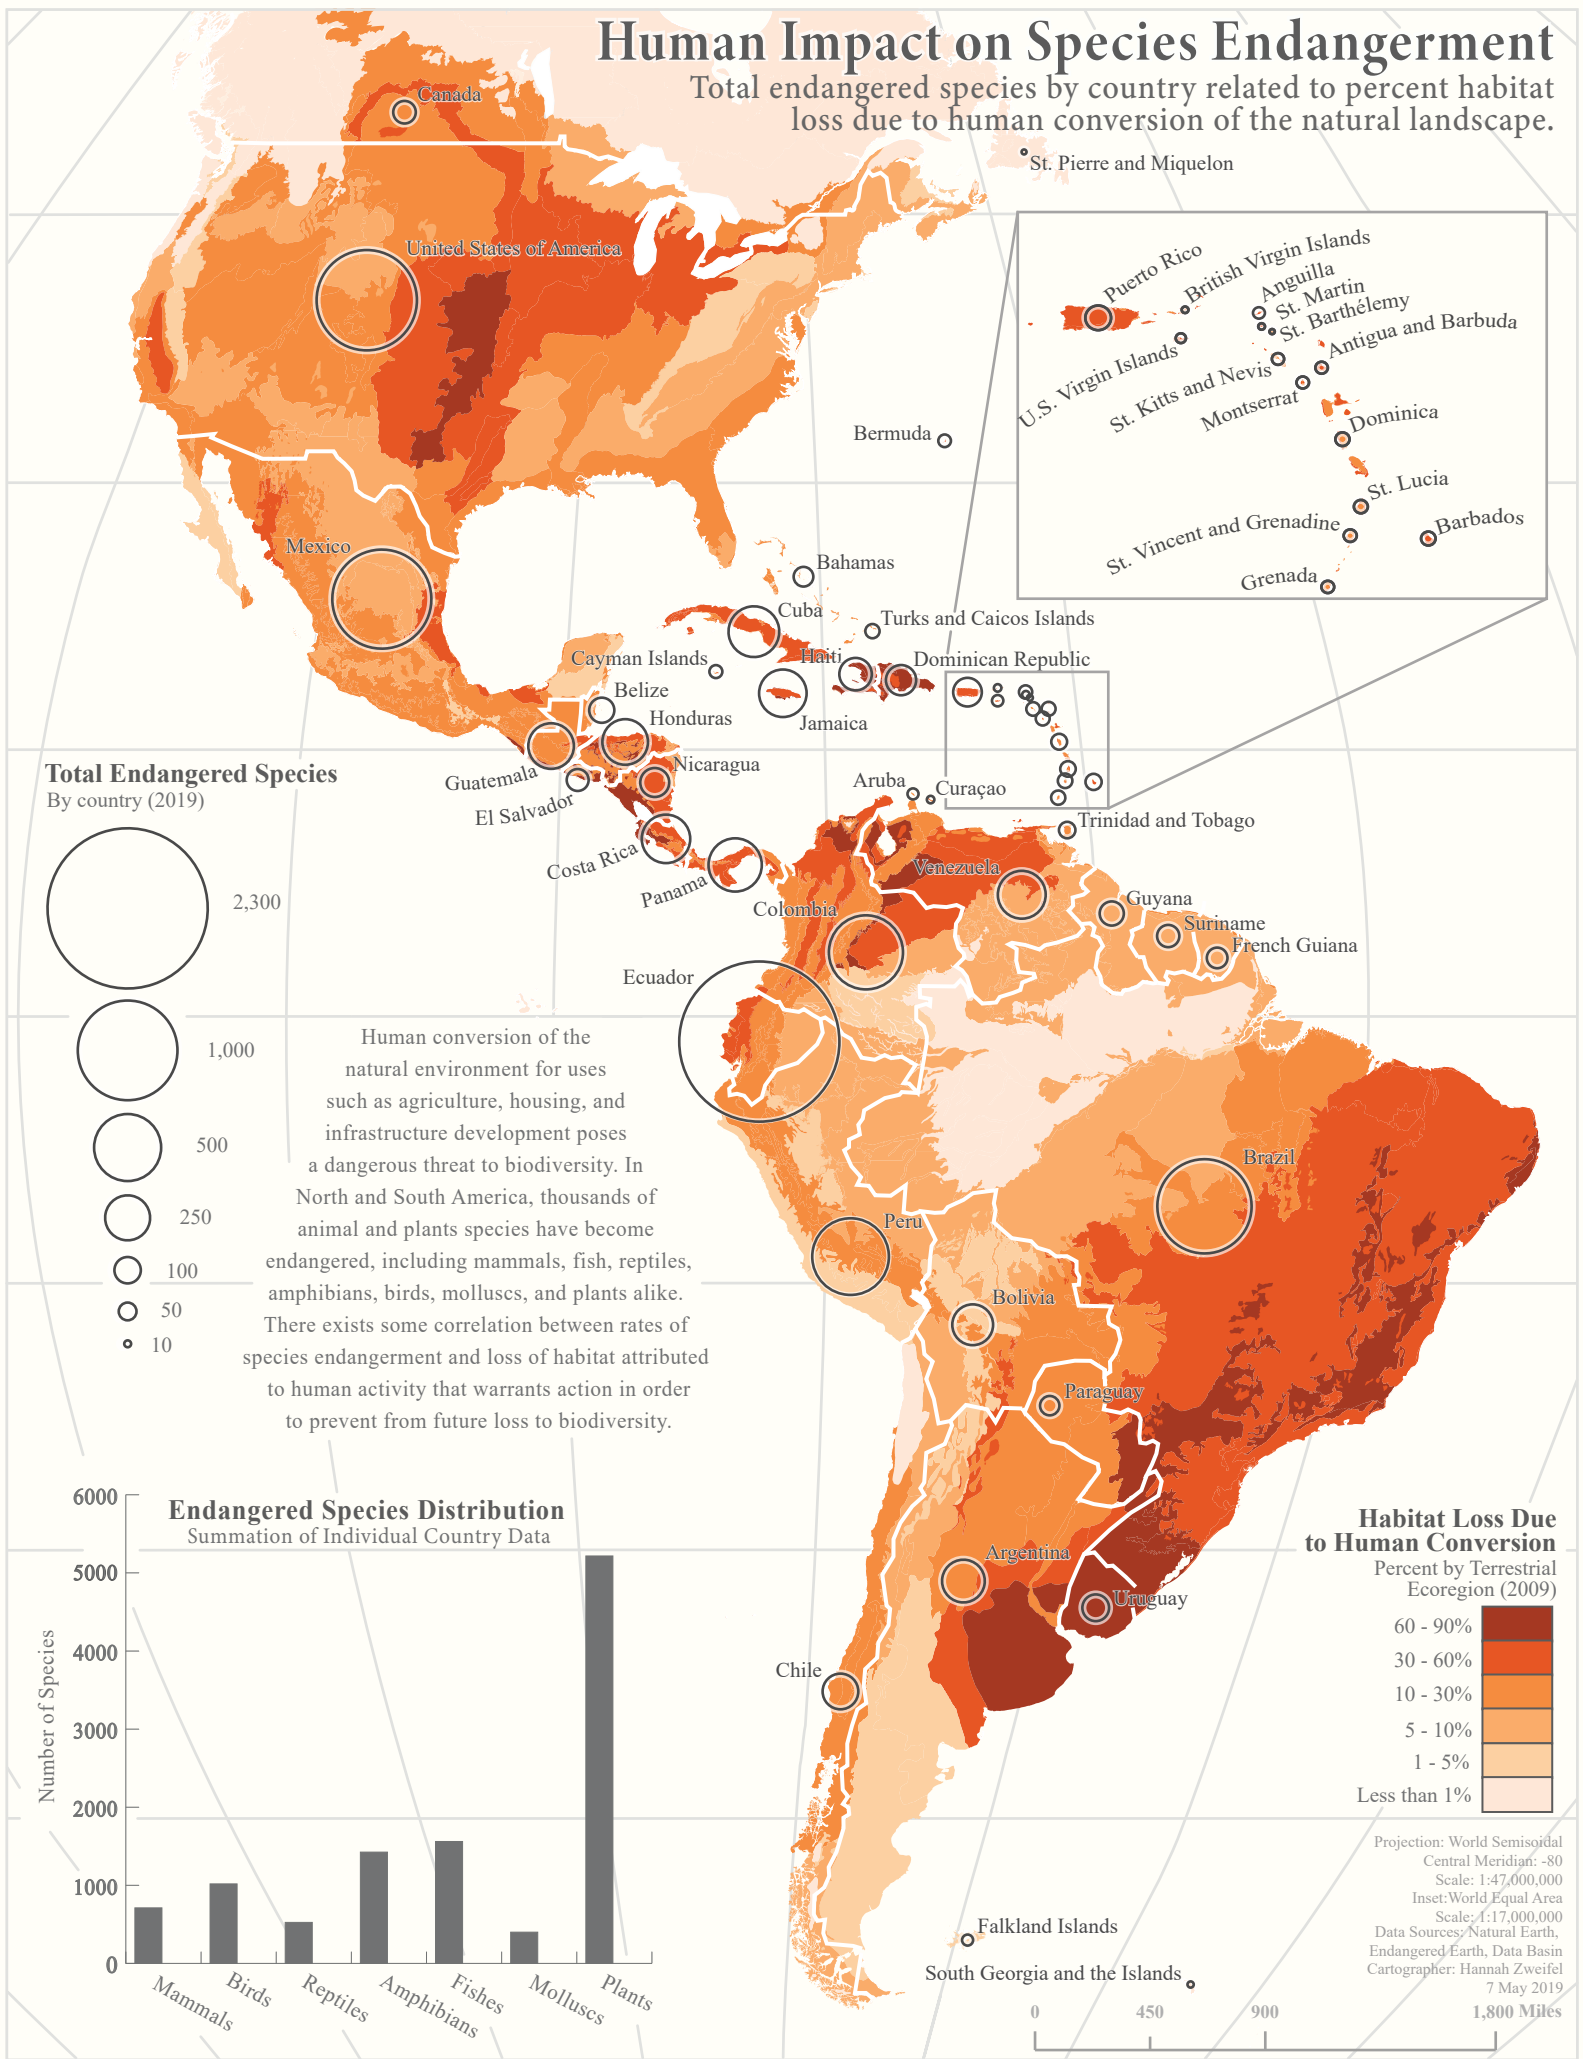 Human Impact on Species Endangerment
Total endangered species by country related to percent habitat
loss due to human conversion of the natural landscape.
Canada
St. Pierre and Miquelon
United States of America
Puerto Rico
British Virgin Islands
Anguilla
St. Martin
St. Barthélemy
Antigua and Barbuda
U.S. Virgin Islands
St. Kitts and Nevis
Montserrat
Dominica
St. Lucia
St. Vincent and Grenadine
Barbados
Grenada
Bermuda
Mexico
Bahamas
Cuba
Turks and Caicos Islands
Cayman Islands
Haiti
Dominican Republic
Belize
Jamaica
Honduras
Guatemala
Nicaragua
El Salvador
Aruba
Curaçao
Trinidad and Tobago
Costa Rica
Panama
Venezuela
Colombia
Guyana
Suriname
French Guiana
Ecuador
Brazil
Peru
Bolivia
Paraguay
Argentina
Uruguay
Chile
Falkland Islands
South Georgia and the Islands
Total Endangered Species
By country (2019)
2,300
1,000
500
250
100
50
10
Human conversion of the
natural environment for uses
such as agriculture, housing, and
infrastructure development poses
a dangerous threat to biodiversity. In
North and South America, thousands of
animal and plants species have become
endangered, including mammals, fish, reptiles,
amphibians, birds, molluscs, and plants alike.
There exists some correlation between rates of
species endangerment and loss of habitat attributed
to human activity that warrants action in order
to prevent from future loss to biodiversity.
Endangered Species Distribution
Summation of Individual Country Data
Number of Species
6000
5000
4000
3000
2000
1000
0
Mammals
Birds
Reptiles
Amphibians
Fishes
Molluscs
Plants
Habitat Loss Due
to Human Conversion
Percent by Terrestrial
Ecoregion (2009)
60 - 90%
30 - 60%
10 - 30%
5 - 10%
1 - 5%
Less than 1%
Projection: World Semisoidal
Central Meridian: -80
Scale: 1:47,000,000
Inset:World Equal Area
Scale: 1:17,000,000
Data Sources: Natural Earth,
Endangered Earth, Data Basin
Cartographer: Hannah Zweifel
7 May 2019
0 450 900 1,800 Miles